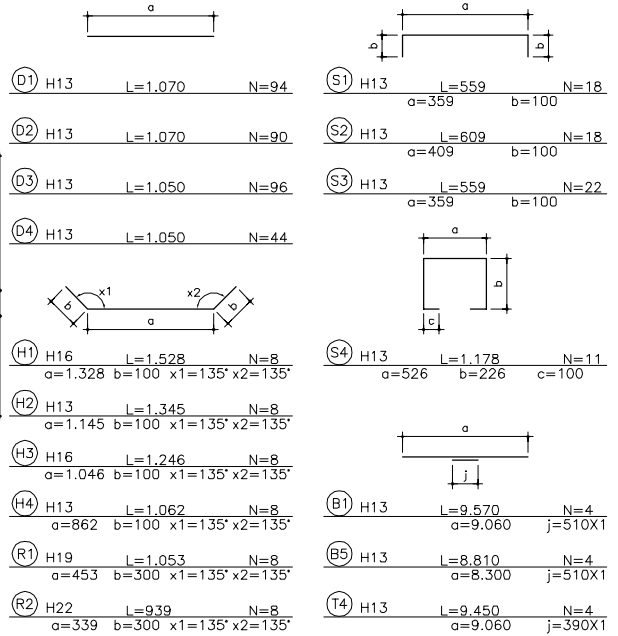 a
D1 H13 L=1.070 N=94
D2 H13 L=1.070 N=90
D3 H13 L=1.050 N=96
D4 H13 L=1.050 N=44
b x1 a x2 b
H1 H16 L=1.528 N=8
a=1.328 b=100 x1=135° x2=135°
H2 H13 L=1.345 N=8
a=1.145 b=100 x1=135° x2=135°
H3 H16 L=1.246 N=8
a=1.046 b=100 x1=135° x2=135°
H4 H13 L=1.062 N=8
a=862 b=100 x1=135° x2=135°
R1 H19 L=1.053 N=8
a=453 b=300 x1=135° x2=135°
R2 H22 L=939 N=8
a=339 b=300 x1=135° x2=135°
a
b b
S1 H13 L=559 N=18
a=359 b=100
S2 H13 L=609 N=18
a=409 b=100
S3 H13 L=559 N=22
a=359 b=100
a
b
c
S4 H13 L=1.178 N=11
a=526 b=226 c=100
a
j
B1 H13 L=9.570 N=4
a=9.060 j=510X1
B5 H13 L=8.810 N=4
a=8.300 j=510X1
T4 H13 L=9.450 N=4
a=9.060 j=390X1